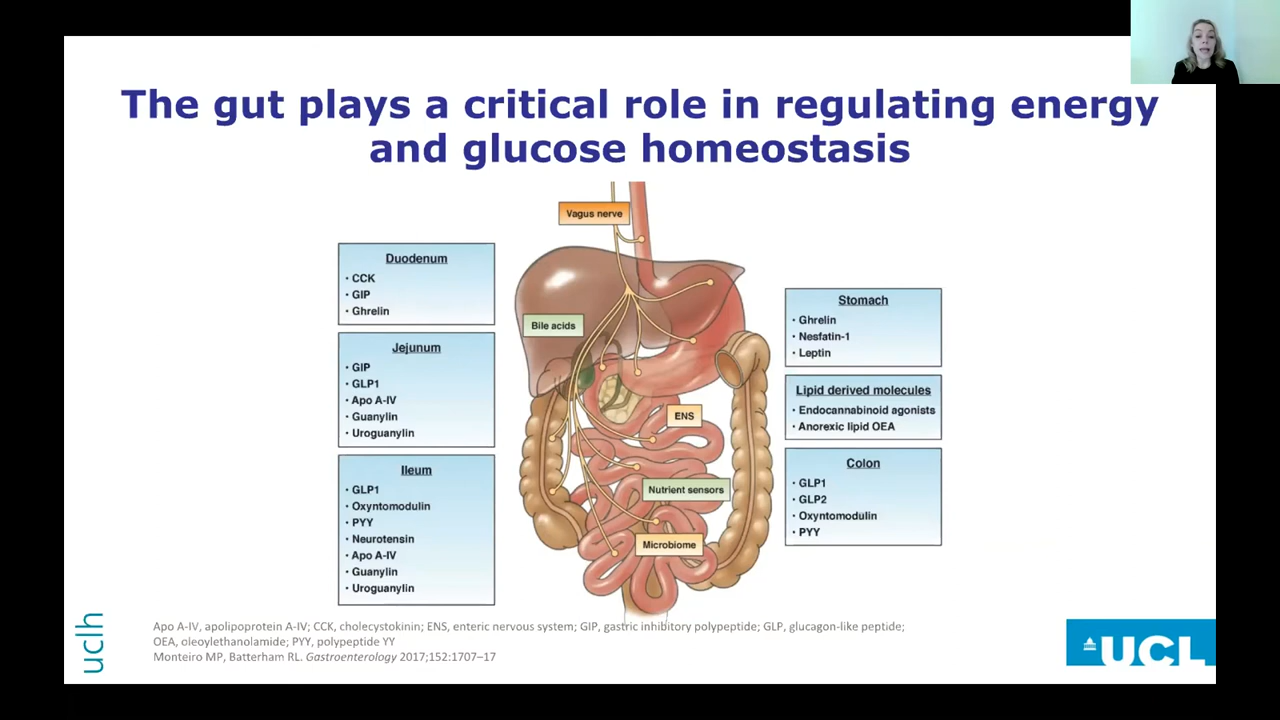 The gut plays a critical role in regulating energy
and glucose homeostasis
Vagus nerve
Duodenum
• CCK
• GIP
• Ghrelin
Jejunum
• GIP
• GLP1
• Apo A-IV
• Guanylin
• Uroguanylin
Ileum
• GLP1
• Oxyntomodulin
• PYY
• Neurotensin
• Apo A-IV
• Guanylin
• Uroguanylin
Bile acids
ENS
Nutrient sensors
Microbiome
Stomach
• Ghrelin
• Nesfatin-1
• Leptin
Lipid derived molecules
• Endocannabinoid agonists
• Anorexic lipid OEA
Colon
• GLP1
• GLP2
• Oxyntomodulin
• PYY
Apo A-IV, apolipoprotein A-IV; CCK, cholecystokinin; ENS, enteric nervous system; GIP, gastric inhibitory polypeptide; GLP, glucagon-like peptide;
OEA, oleoylethanolamide; PYY, polypeptide YY
Monteiro MP, Batterham RL. Gastroenterology 2017;152:1707–17
uclh
UCL